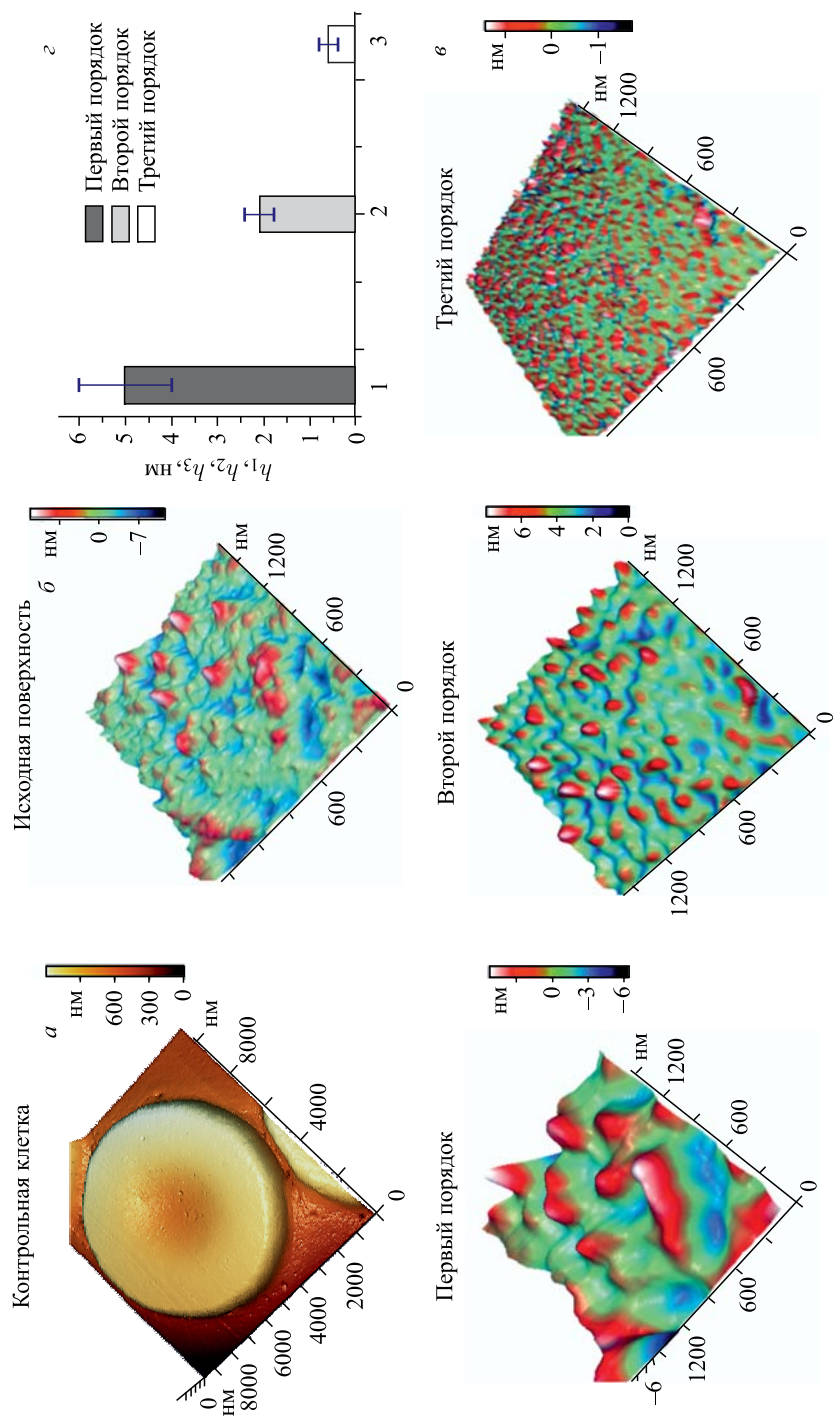 Контрольная клетка
а
нм
600
300
0
нм
8000
4000
0
2000
4000
6000
8000
нм
0
Исходная поверхность
б
нм
0
−7
нм
1200
600
0
600
г
Первый порядок
Второй порядок
Третий порядок
h1, h2, h3, нм
6
5
4
3
2
1
0
1
2
3
Первый порядок
нм
0
−3
−6
нм
1200
600
0
600
1200
−6
Второй порядок
нм
6
4
2
0
нм
1200
600
0
600
1200
Третий порядок
в
нм
0
−1
нм
1200
600
0
600